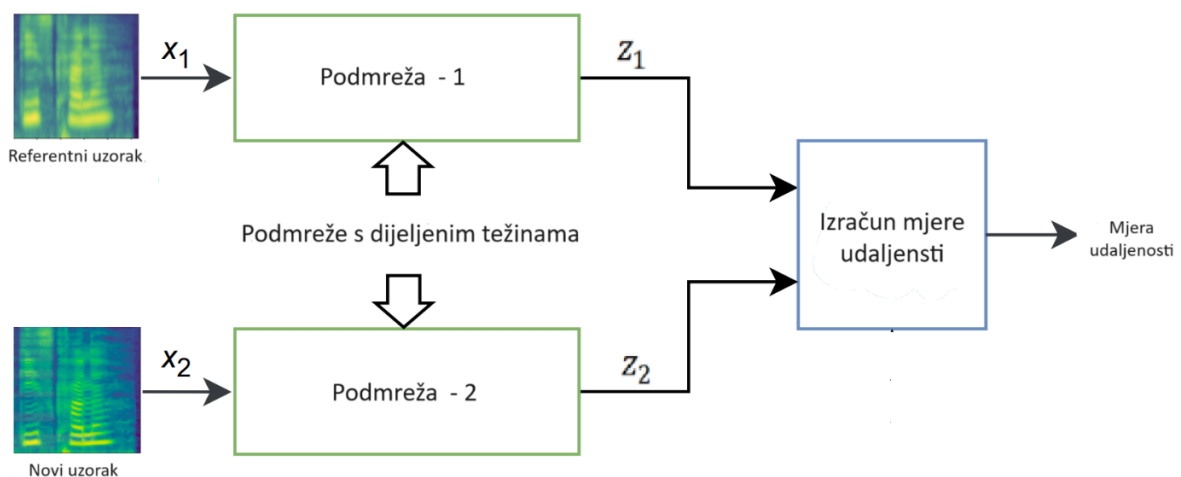 x₁
Podmreža - 1
z₁
Referentni uzorak
Podmreže s dijeljenim težinama
Izračun mjere
udaljensti
Mjera
udaljenosti
x₂
Podmreža - 2
z₂
Novi uzorak